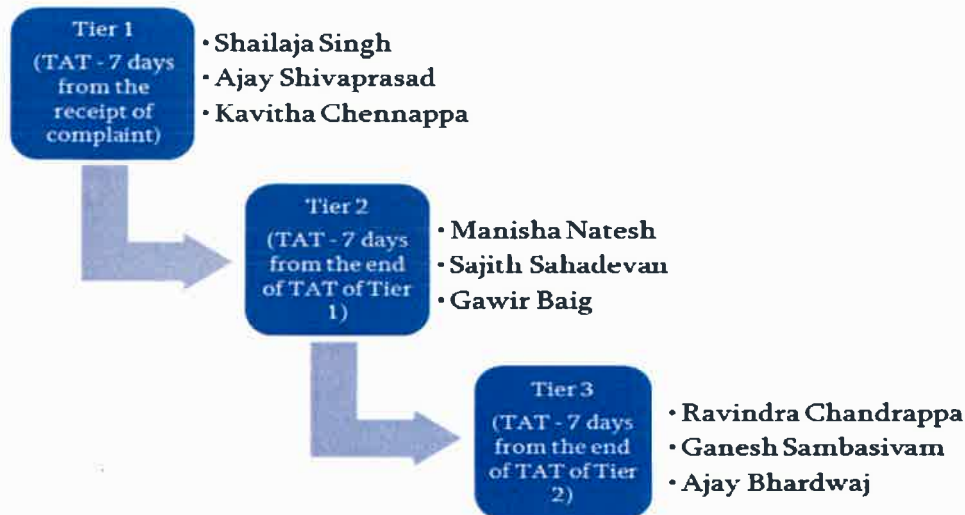 Tier 1
(TAT - 7 days
from the
receipt of
complaint)
• Shailaja Singh
• Ajay Shivaprasad
• Kavitha Chennappa
Tier 2
(TAT - 7 days
from the end
of TAT of Tier
1)
• Manisha Natesh
• Sajith Sahadevan
• Gawir Baig
Tier 3
(TAT - 7 days
from the end
of TAT of Tier
2)
• Ravindra Chandrappa
• Ganesh Sambasivam
• Ajay Bhardwaj